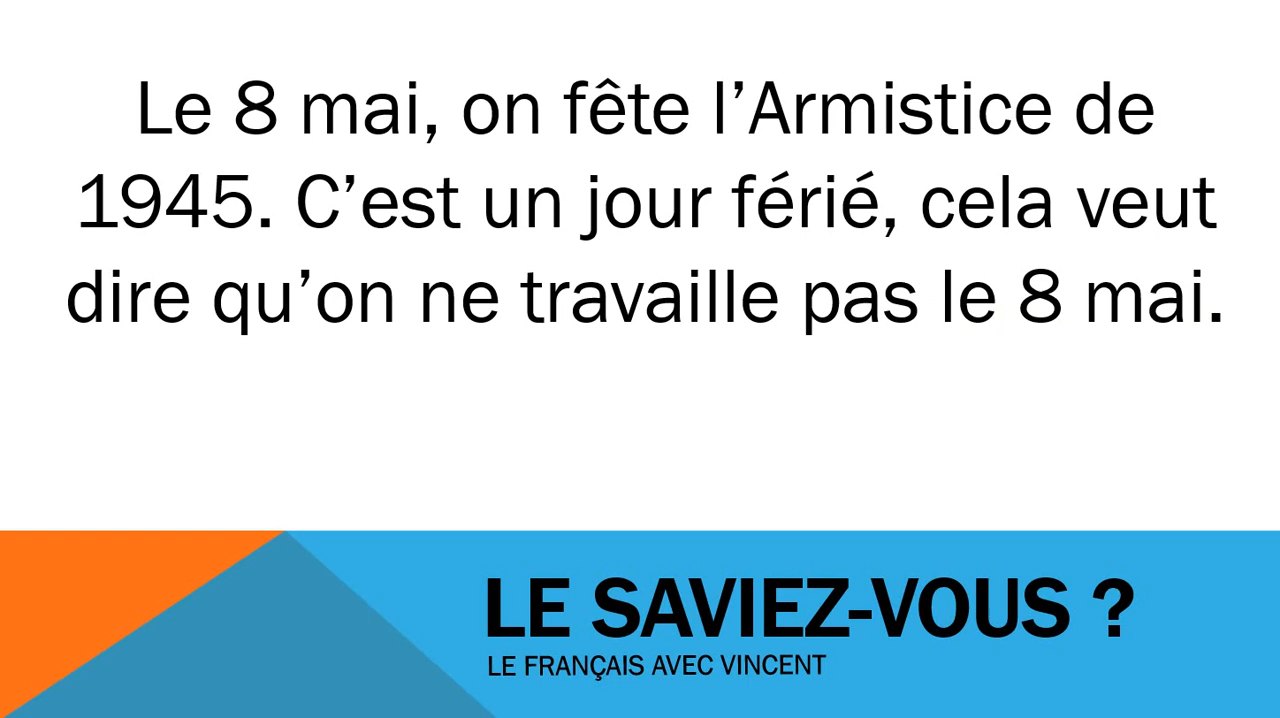 Le 8 mai, on fête l’Armistice de
1945. C’est un jour férié, cela veut
dire qu’on ne travaille pas le 8 mai.
LE SAVIEZ-VOUS ?
LE FRANÇAIS AVEC VINCENT